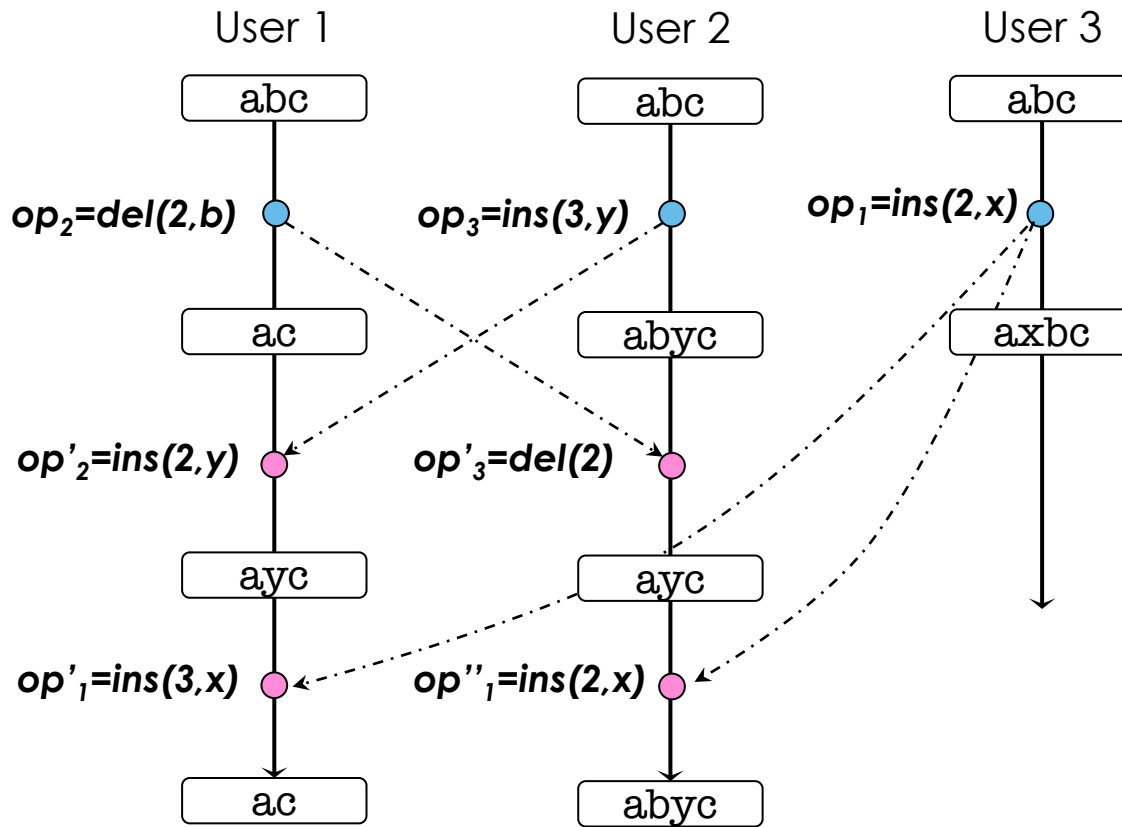 User 1 User 2 User 3
abc abc abc
op₂=del(2,b) op₃=ins(3,y) op₁=ins(2,x)
ac abyc axbc
op'₂=ins(2,y) op'₃=del(2)
ayc ayc
op'₁=ins(3,x) op''₁=ins(2,x)
ac abyc